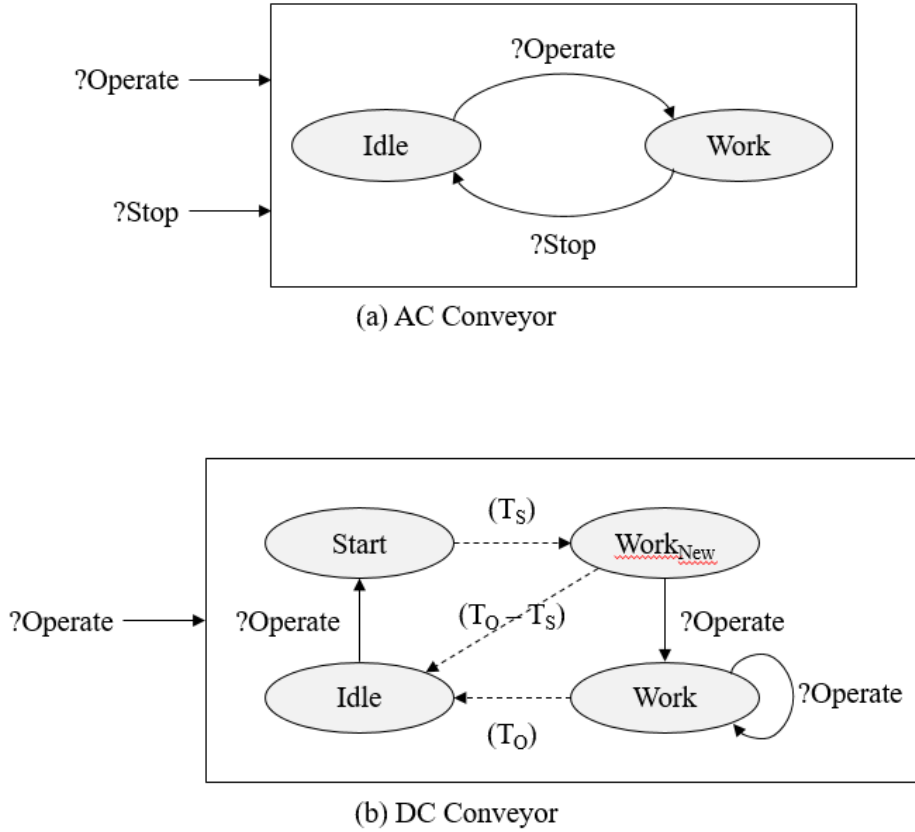 ?Operate
?Operate
Idle
Work
?Stop
?Stop
(a) AC Conveyor
(T_S)
Start
Work_New
?Operate
?Operate
(T_O – T_S)
?Operate
Idle
Work
?Operate
(T_O)
(b) DC Conveyor